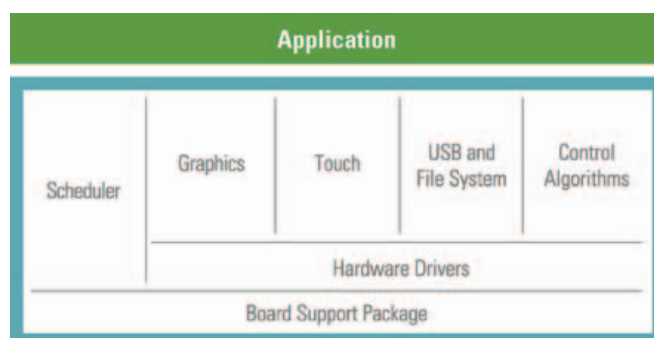 Application
Scheduler
Graphics
Touch
USB and
File System
Control
Algorithms
Hardware Drivers
Board Support Package